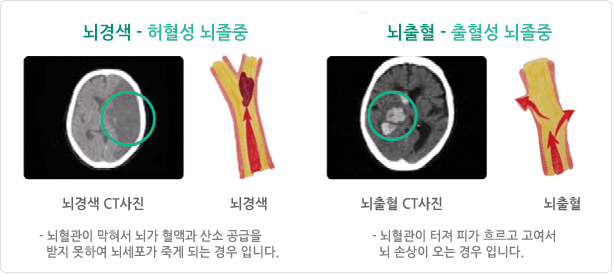 뇌경색 - 허혈성 뇌졸중
뇌출혈 - 출혈성 뇌졸중
뇌경색 CT사진
뇌경색
뇌출혈 CT사진
뇌출혈
- 뇌혈관이 막혀서 뇌가 혈액과 산소 공급을
받지 못하여 뇌세포가 죽게 되는 경우 입니다.
- 뇌혈관이 터져 피가 흐르고 고여서
뇌 손상이 오는 경우 입니다.